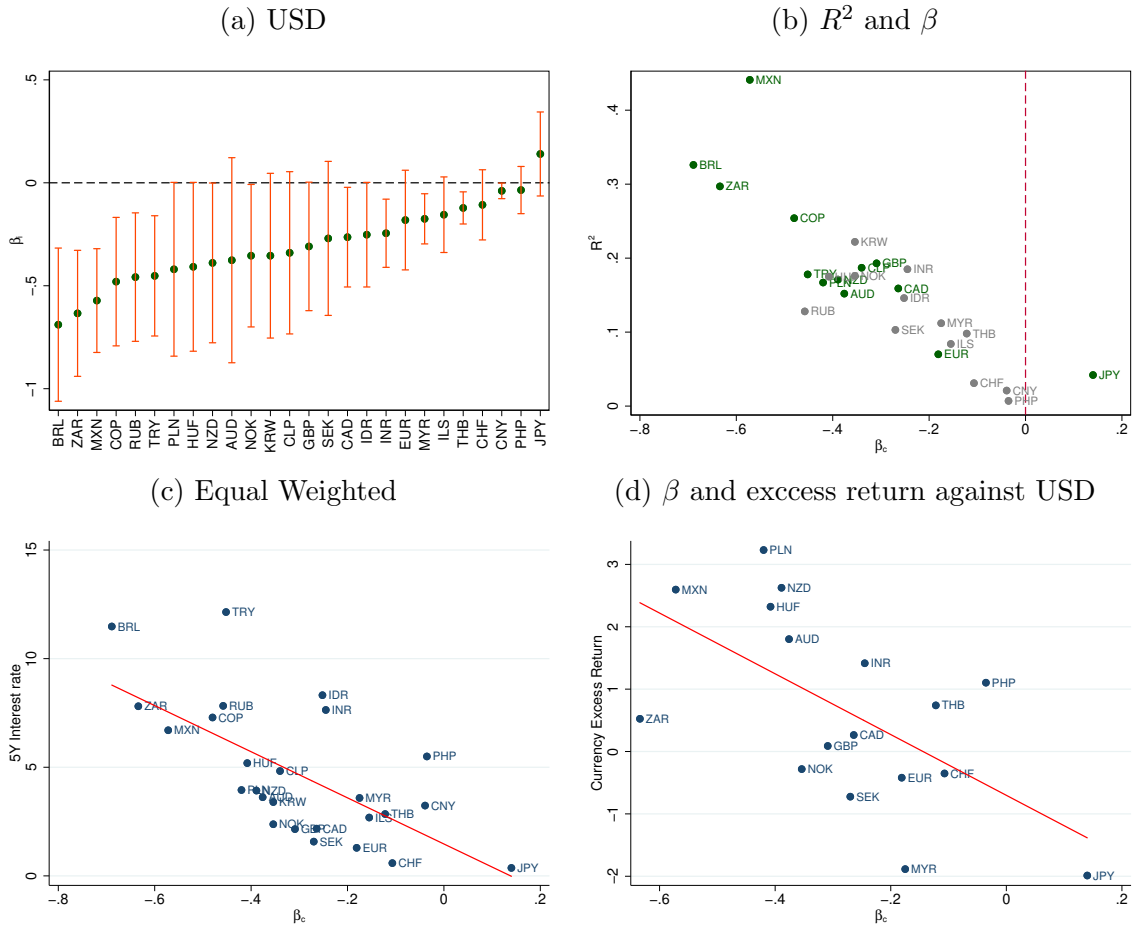 (a) USD
.5
0
-.5
-1
βi
BRL
ZAR
MXN
COP
RUB
TRY
PLN
HUF
NZD
AUD
NOK
KRW
CLP
GBP
SEK
CAD
IDR
INR
EUR
MYR
ILS
THB
CHF
CNY
PHP
JPY
(b) R² and β
.4
.3
.2
.1
0
R²
MXN
BRL
ZAR
COP
KRW
GBP
CLP
INR
TRY
HUF
NOK
NZD
PLN
CAD
AUD
IDR
RUB
SEK
MYR
THB
ILS
EUR
CHF
CNY
PHP
JPY
-.8
-.6
-.4
-.2
0
.2
βc
(c) Equal Weighted
15
10
5
0
5Y Interest rate
TRY
BRL
IDR
ZAR
RUB
INR
COP
MXN
PHP
HUF
CLP
PLN
NZD
AUD
KRW
MYR
CNY
THB
ILS
NOK
GBP
CAD
SEK
EUR
CHF
JPY
-.8
-.6
-.4
-.2
0
.2
βc
(d) β and exccess return against USD
3
2
1
0
-1
-2
Currency Excess Return
PLN
MXN
NZD
HUF
AUD
INR
PHP
THB
ZAR
CAD
GBP
NOK
CHF
EUR
SEK
MYR
JPY
-.6
-.4
-.2
0
.2
βc